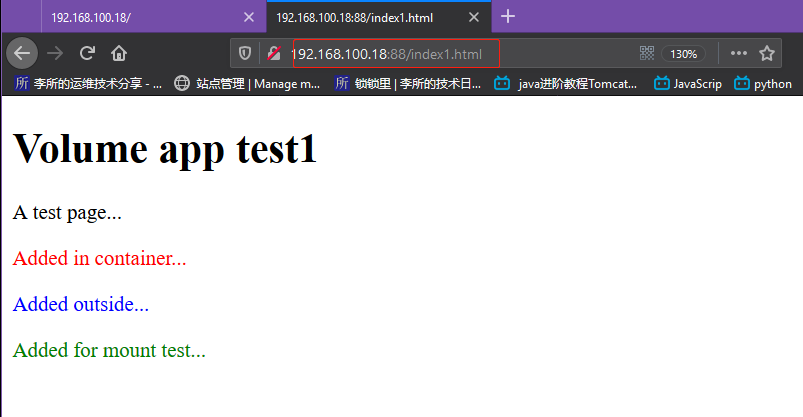 192.168.100.18/
192.168.100.18:88/index1.html
192.168.100.18:88/index1.html
130%
所 李所的运维技术分享 - ...
站点管理 | Manage m...
所 锁锁里 | 李所的技术日...
java进阶教程Tomcat...
JavaScrip
python
Volume app test1
A test page...
Added in container...
Added outside...
Added for mount test...